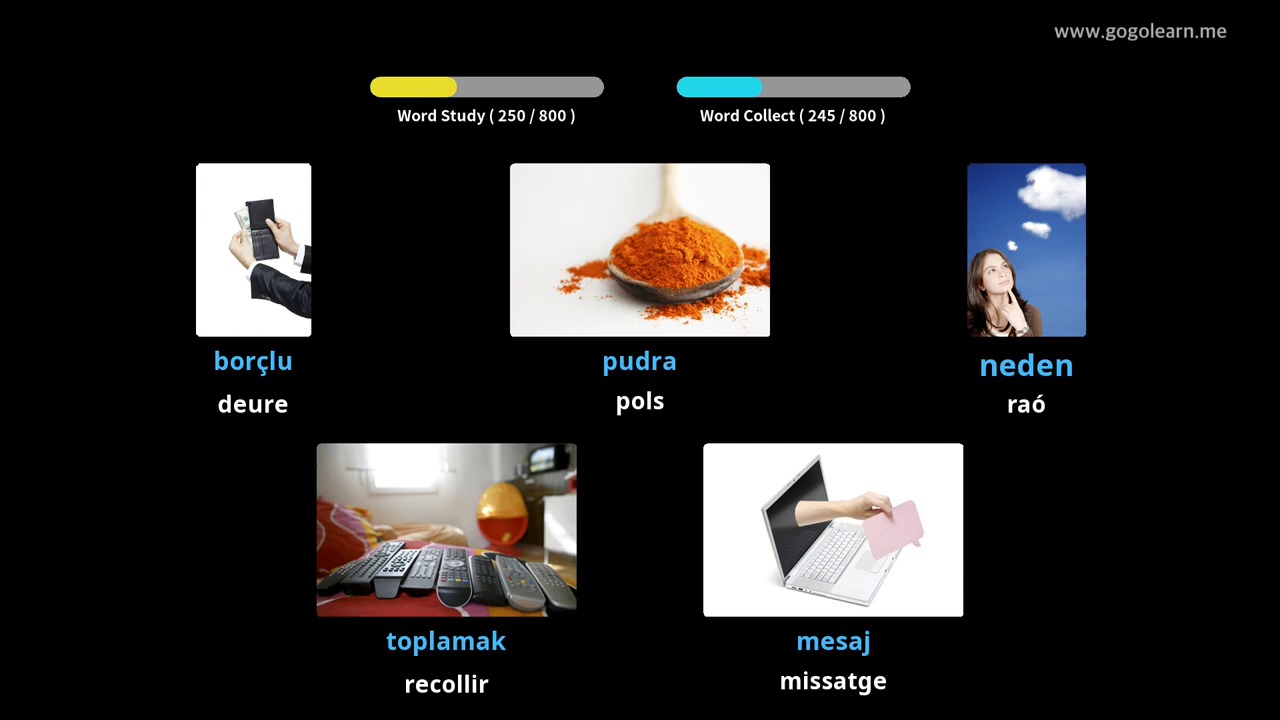 www.gogolearn.me
Word Study ( 250 / 800 )
Word Collect ( 245 / 800 )
borçlu
deure
pudra
pols
neden
raó
toplamak
recollir
mesaj
missatge